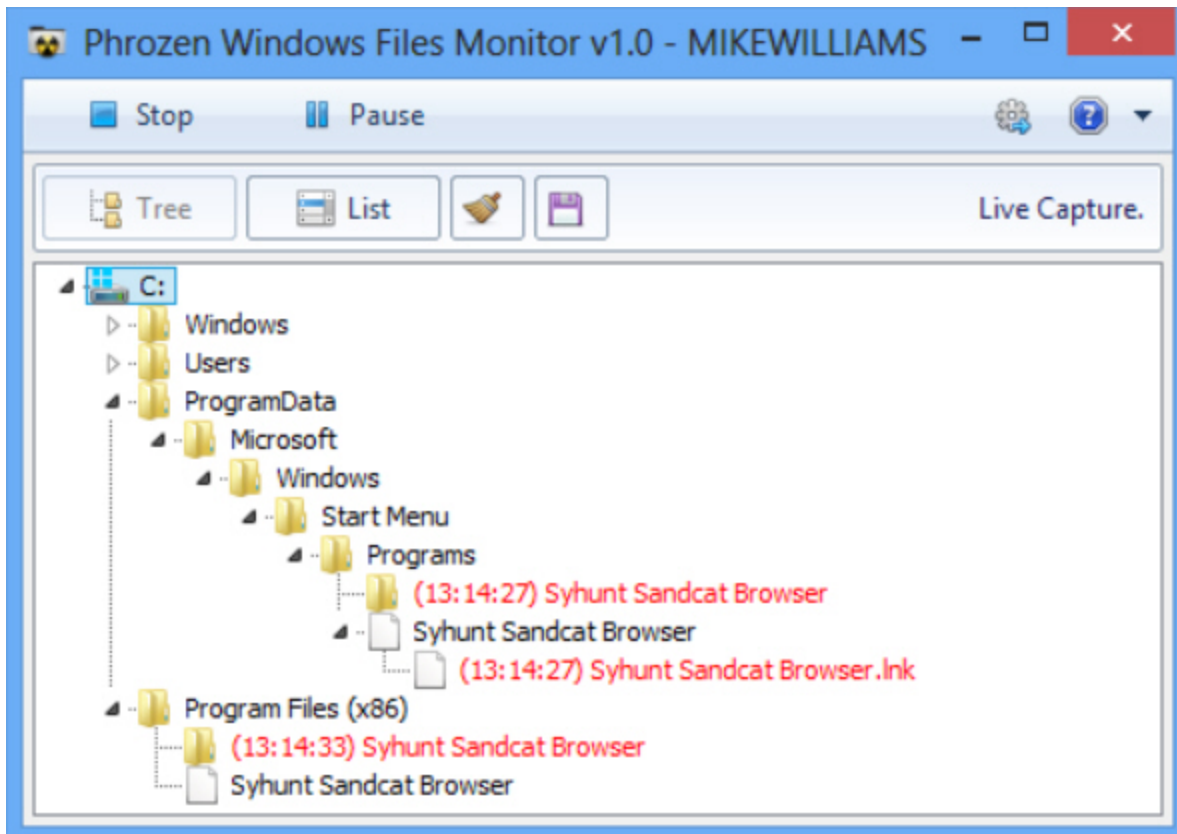 Phrozen Windows Files Monitor v1.0 - MIKEWILLIAMS
Stop Pause
Tree List Live Capture.
C:
Windows
Users
ProgramData
Microsoft
Windows
Start Menu
Programs
(13:14:27) Syhunt Sandcat Browser
Syhunt Sandcat Browser
(13:14:27) Syhunt Sandcat Browser.lnk
Program Files (x86)
(13:14:33) Syhunt Sandcat Browser
Syhunt Sandcat Browser